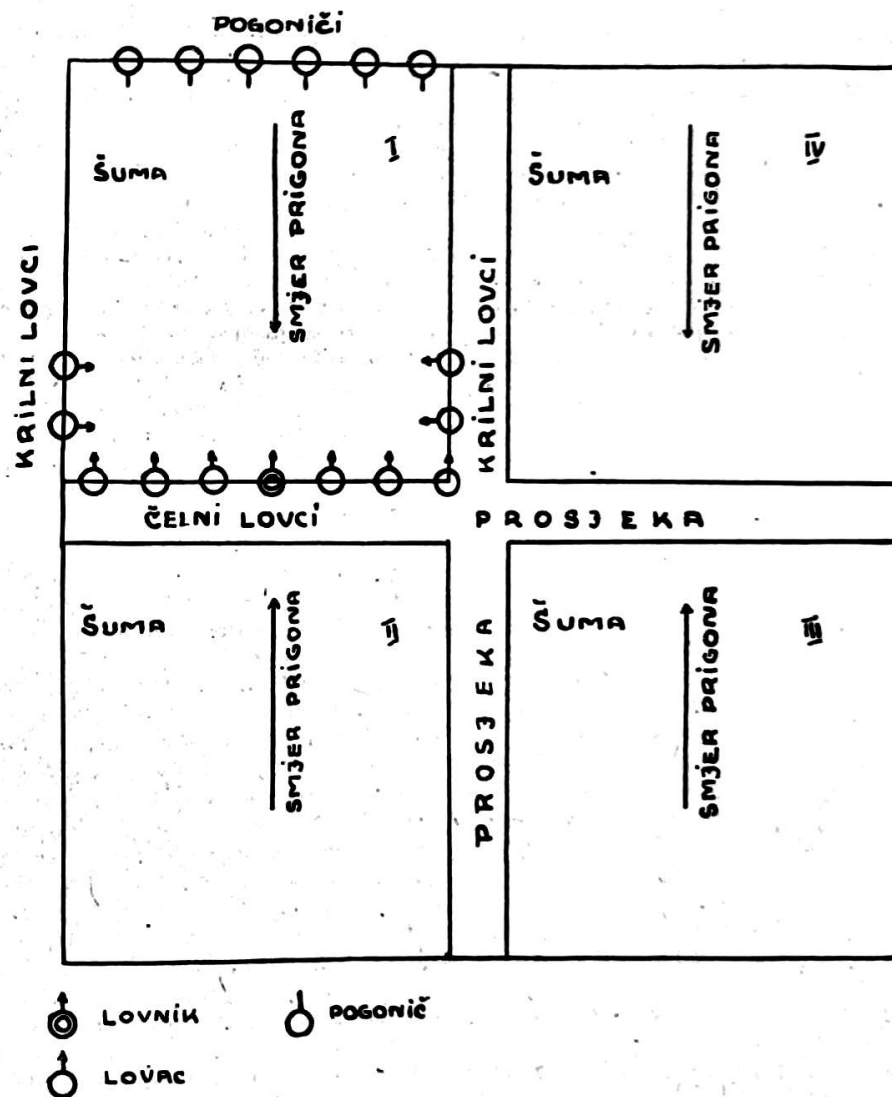 POGONIČI
ŠUMA
SMJER PRIGONA
I
KRILNI LOVCI
KRILNI LOVCI
ČELNI LOVCI
ŠUMA
SMJER PRIGONA
IV
PROSJEKA
ŠUMA
SMJER PRIGONA
II
PROSJEKA
ŠUMA
SMJER PRIGONA
III
LOVNIK
POGONIČ
LOVAC